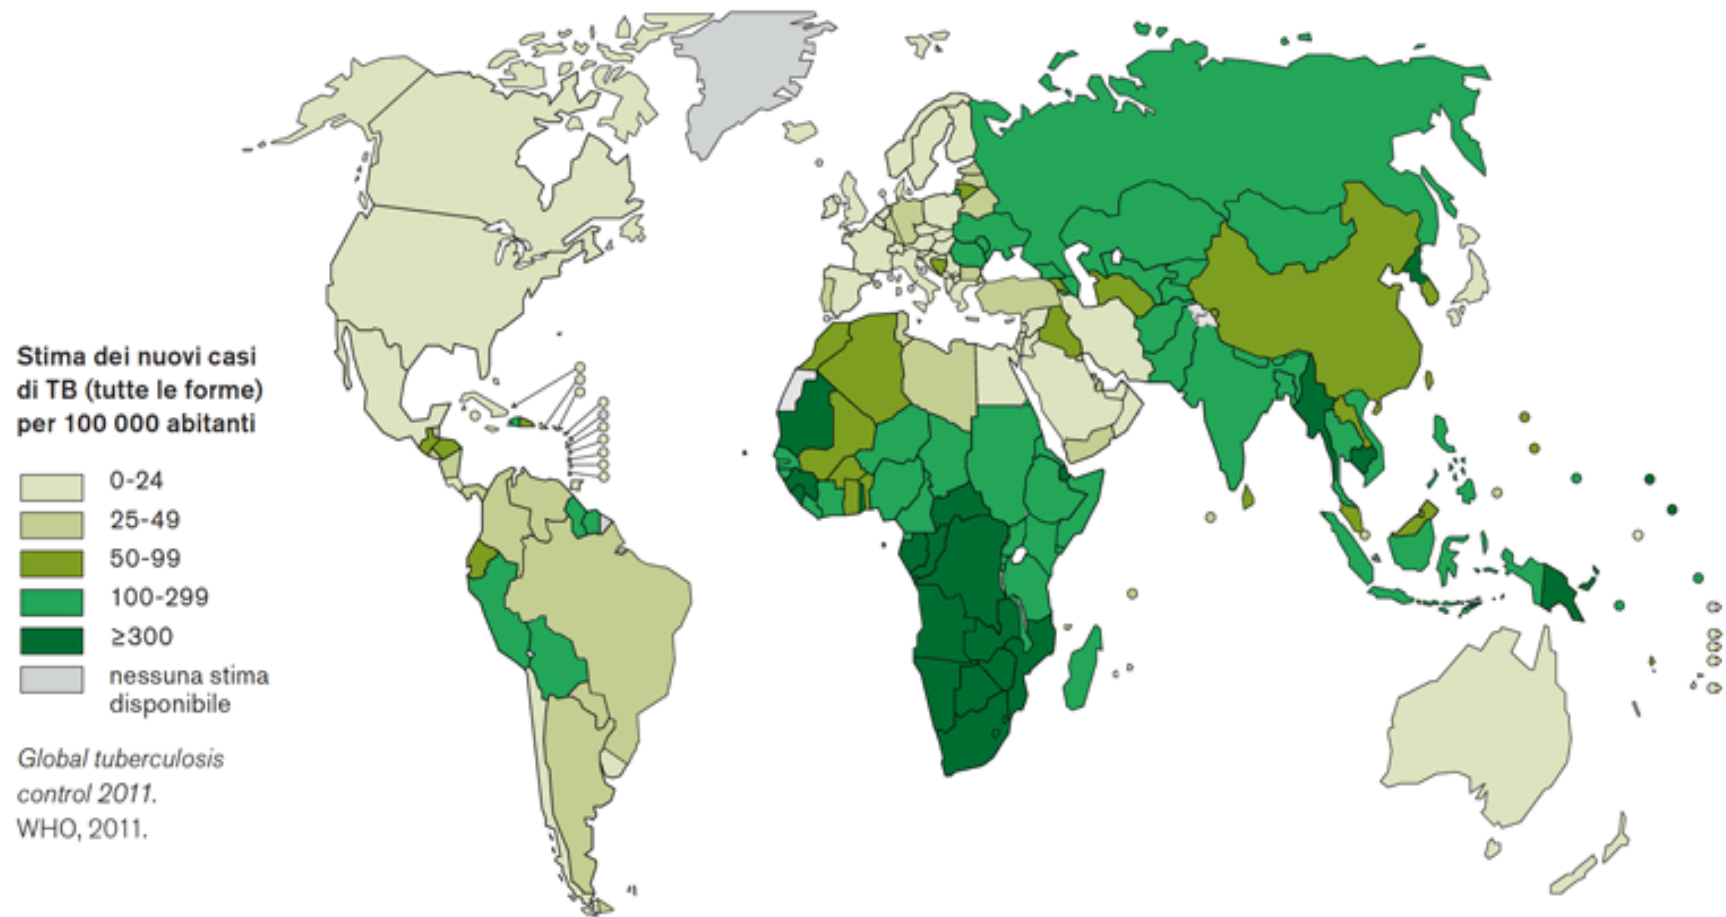 Stima dei nuovi casi
di TB (tutte le forme)
per 100 000 abitanti
0-24
25-49
50-99
100-299
≥300
nessuna stima
disponibile
Global tuberculosis
control 2011.
WHO, 2011.